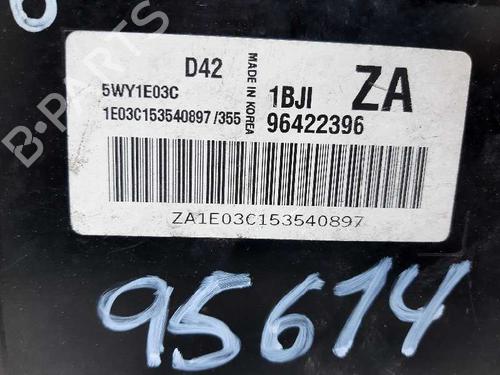 B-PARTS
D42
5WY1E03C
1E03C153540897 /355
MADE IN KOREA
1BJI ZA
96422396
ZA1E03C153540897
95614